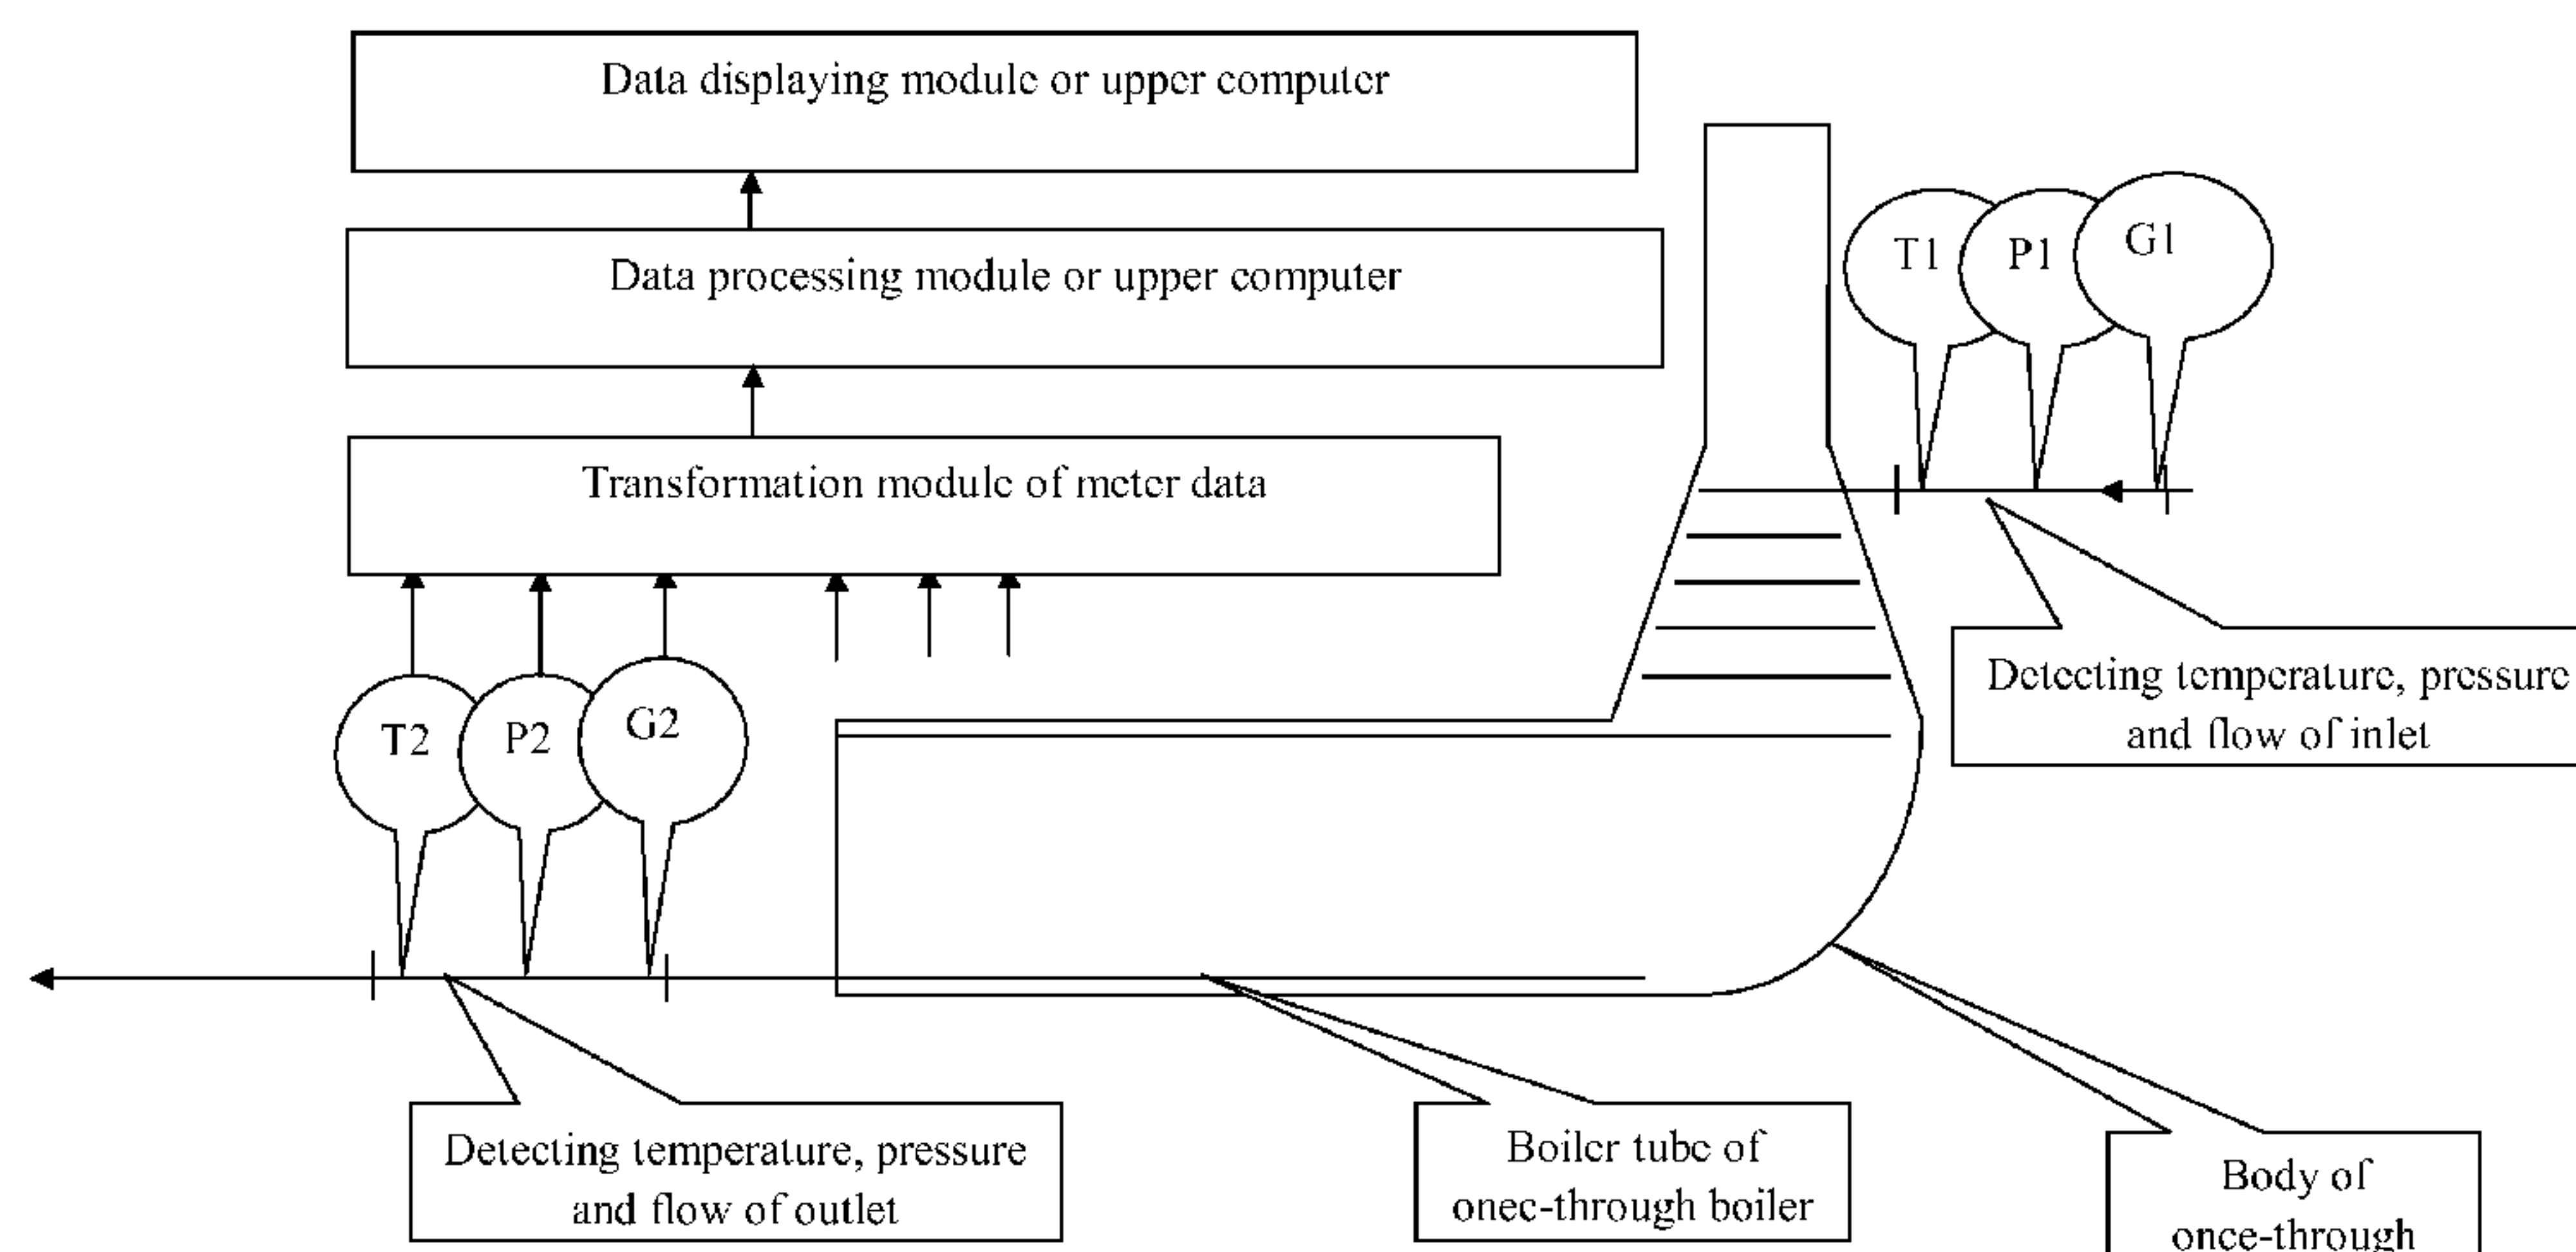 Data displaying module or upper computer
Data processing module or upper computer
T1
P1
G1
Transformation module of meter data
Detecting temperature, pressure
and flow of inlet
T2
P2
G2
Detecting temperature, pressure
and flow of outlet
Boiler tube of
onec-through boiler
Body of
once-through